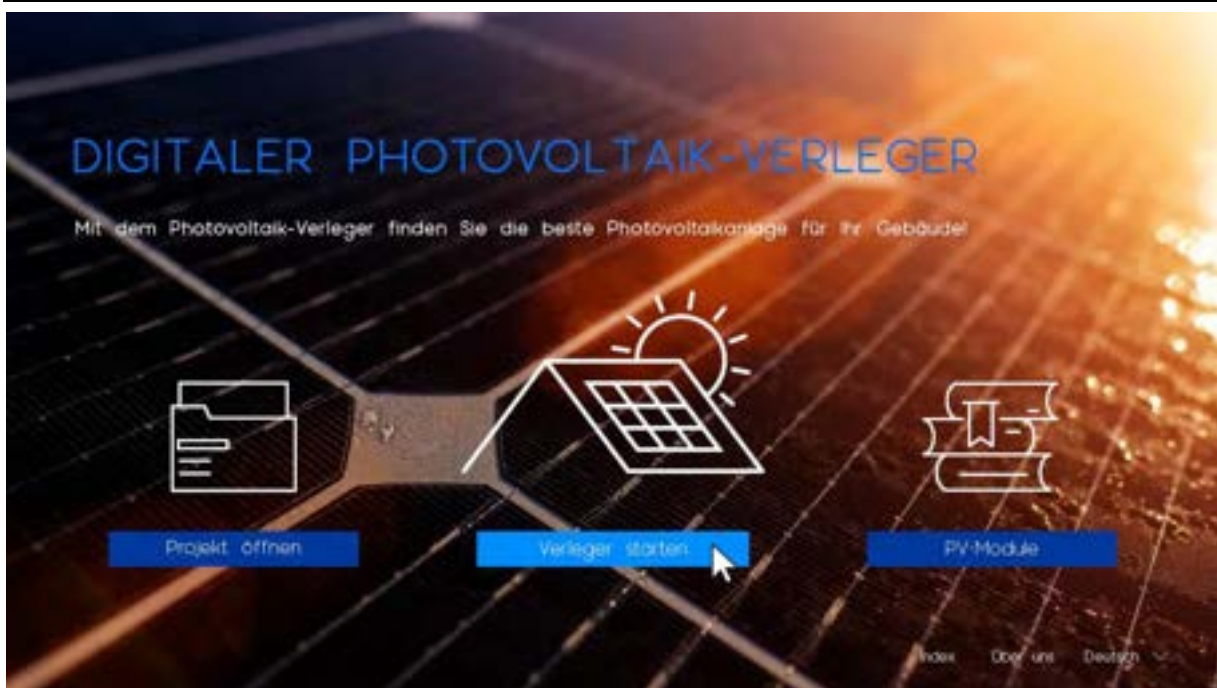 DIGITALER PHOTOVOLTAIK-VERLEGER
Mit dem Photovoltaik-Verleger finden Sie die beste Photovoltaikanlage für Ihr Gebäude!
Projekt öffnen
Verleger starten
PV-Module
Index Über uns Deutsch